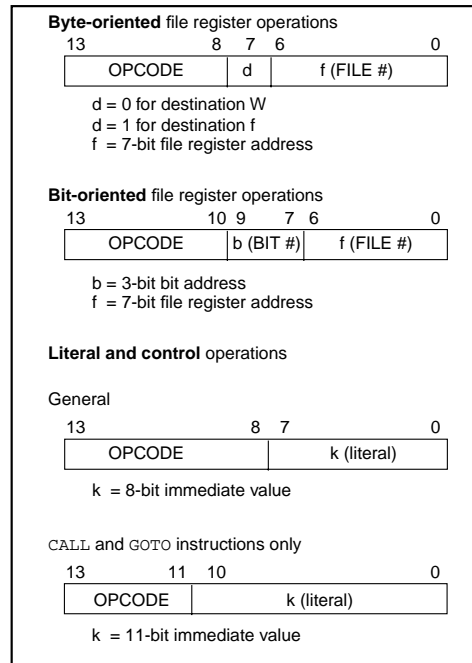 Byte-oriented file register operations
13 8 7 6 0
OPCODE d f (FILE #)
d = 0 for destination W
d = 1 for destination f
f = 7-bit file register address
Bit-oriented file register operations
13 10 9 7 6 0
OPCODE b (BIT #) f (FILE #)
b = 3-bit bit address
f = 7-bit file register address
Literal and control operations
General
13 8 7 0
OPCODE k (literal)
k = 8-bit immediate value
CALL and GOTO instructions only
13 11 10 0
OPCODE k (literal)
k = 11-bit immediate value